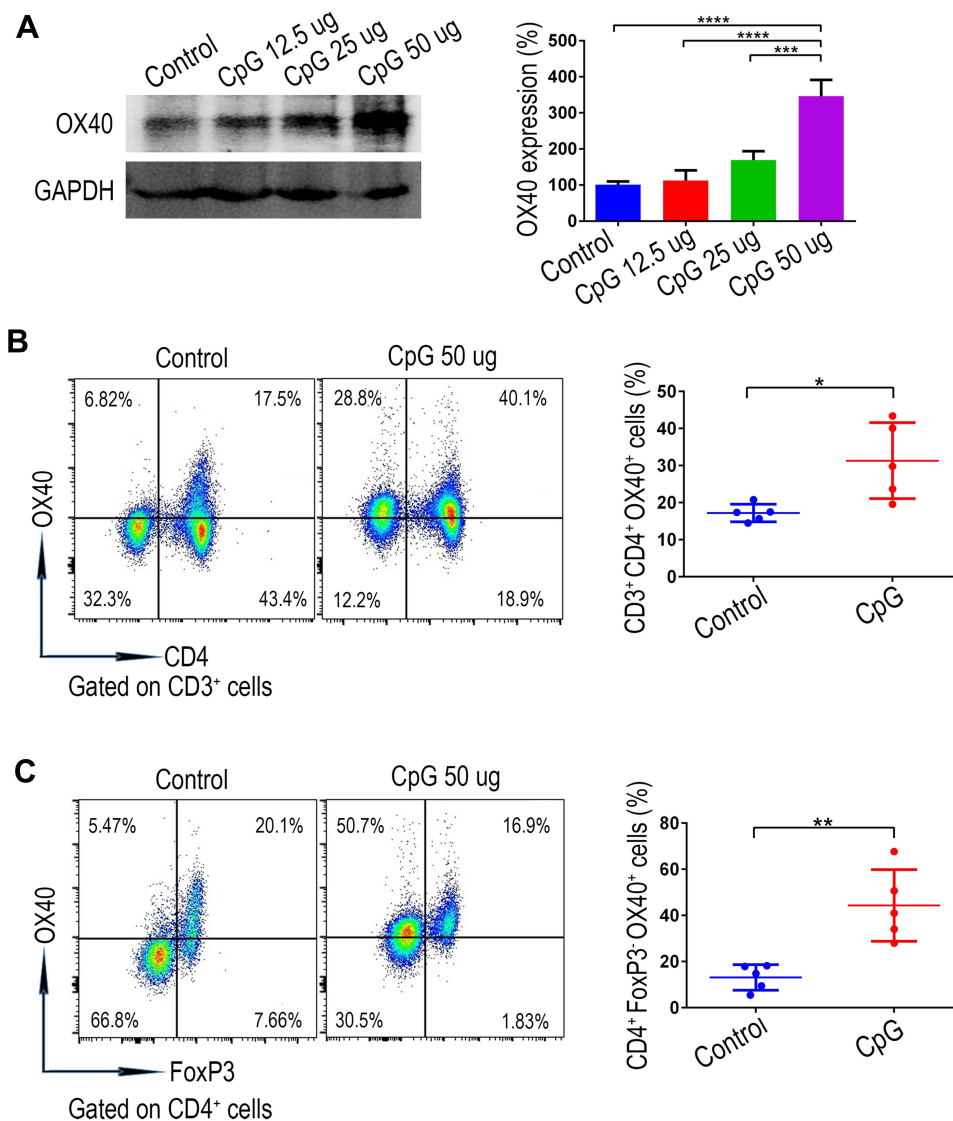 A
Control
CpG 12.5 ug
CpG 25 ug
CpG 50 ug
OX40
GAPDH
OX40 expression (%)
500
400
300
200
100
0
****
****
***
Control
CpG 12.5 ug
CpG 25 ug
CpG 50 ug
B
Control
CpG 50 ug
6.82%
17.5%
32.3%
43.4%
28.8%
40.1%
12.2%
18.9%
OX40
CD4
Gated on CD3⁺ cells
CD3⁺ CD4⁺ OX40⁺ cells (%)
50
40
30
20
10
0
*
Control
CpG
C
Control
CpG 50 ug
5.47%
20.1%
66.8%
7.66%
50.7%
16.9%
30.5%
1.83%
OX40
FoxP3
Gated on CD4⁺ cells
CD4⁺ FoxP3⁻ OX40⁺ cells (%)
80
60
40
20
0
**
Control
CpG